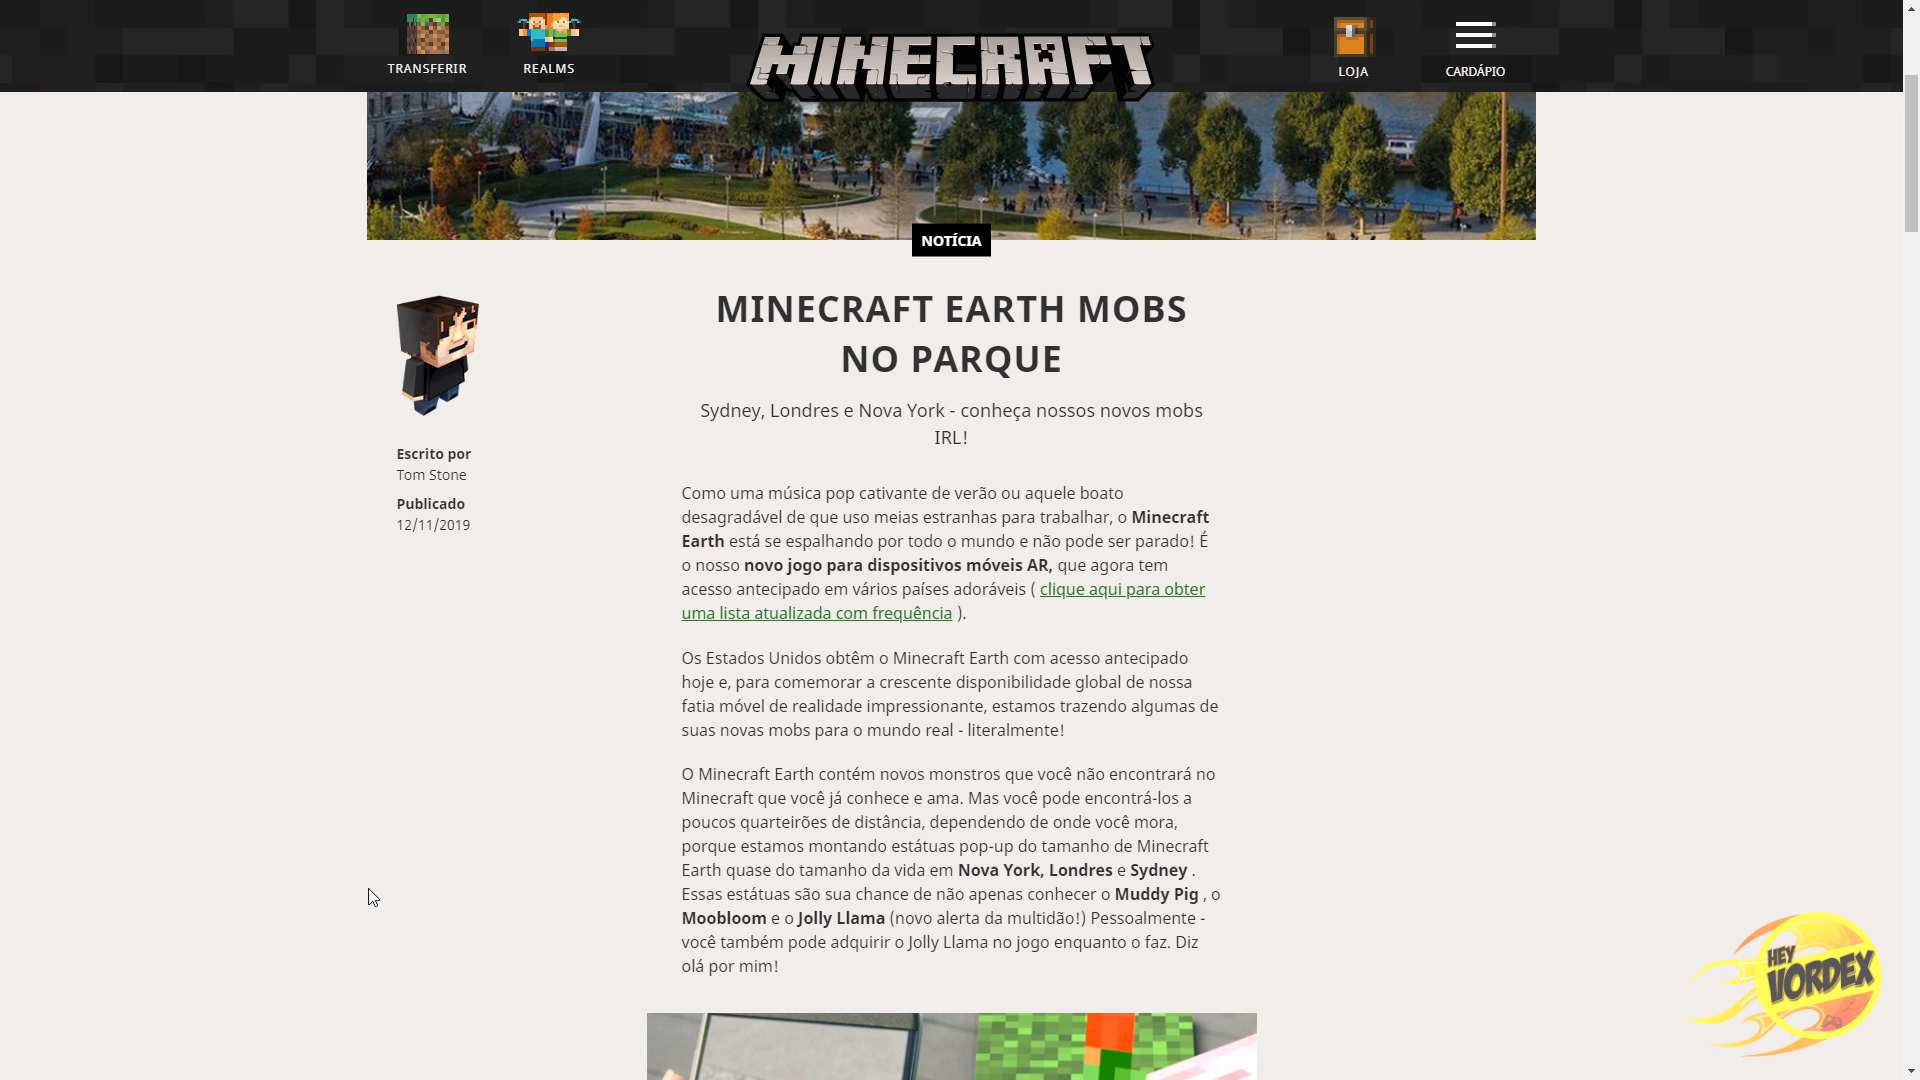 TRANSFERIR
REALMS
MINECRAFT
LOJA
CARDÁPIO
NOTÍCIA
MINECRAFT EARTH MOBS
NO PARQUE
Sydney, Londres e Nova York - conheça nossos novos mobs
IRL!
Escrito por
Tom Stone
Publicado
12/11/2019
Como uma música pop cativante de verão ou aquele boato
desagradável de que uso meias estranhas para trabalhar, o Minecraft
Earth está se espalhando por todo o mundo e não pode ser parado! É
o nosso novo jogo para dispositivos móveis AR, que agora tem
acesso antecipado em vários países adoráveis ( clique aqui para obter
uma lista atualizada com frequência ).
Os Estados Unidos obtêm o Minecraft Earth com acesso antecipado
hoje e, para comemorar a crescente disponibilidade global de nossa
fatia móvel de realidade impressionante, estamos trazendo algumas de
suas novas mobs para o mundo real - literalmente!
O Minecraft Earth contém novos monstros que você não encontrará no
Minecraft que você já conhece e ama. Mas você pode encontrá-los a
poucos quarteirões de distância, dependendo de onde você mora,
porque estamos montando estátuas pop-up do tamanho de Minecraft
Earth quase do tamanho da vida em Nova York, Londres e Sydney .
Essas estátuas são sua chance de não apenas conhecer o Muddy Pig , o
Moobloom e o Jolly Llama (novo alerta da multidão!) Pessoalmente -
você também pode adquirir o Jolly Llama no jogo enquanto o faz. Diz
olá por mim!
HEY
VORDEX